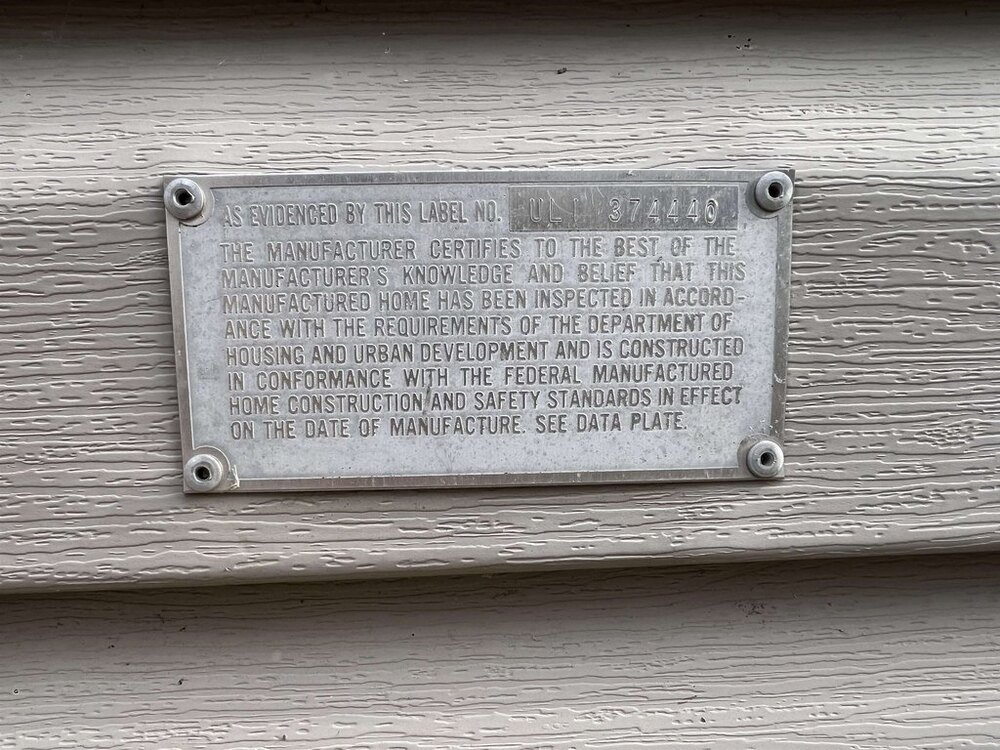 AS EVIDENCED BY THIS LABEL NO. ULI 374440
THE MANUFACTURER CERTIFIES TO THE BEST OF THE
MANUFACTURER'S KNOWLEDGE AND BELIEF THAT THIS
MANUFACTURED HOME HAS BEEN INSPECTED IN ACCORD-
ANCE WITH THE REQUIREMENTS OF THE DEPARTMENT OF
HOUSING AND URBAN DEVELOPMENT AND IS CONSTRUCTED
IN CONFORMANCE WITH THE FEDERAL MANUFACTURED
HOME CONSTRUCTION AND SAFETY STANDARDS IN EFFECT
ON THE DATE OF MANUFACTURE. SEE DATA PLATE.